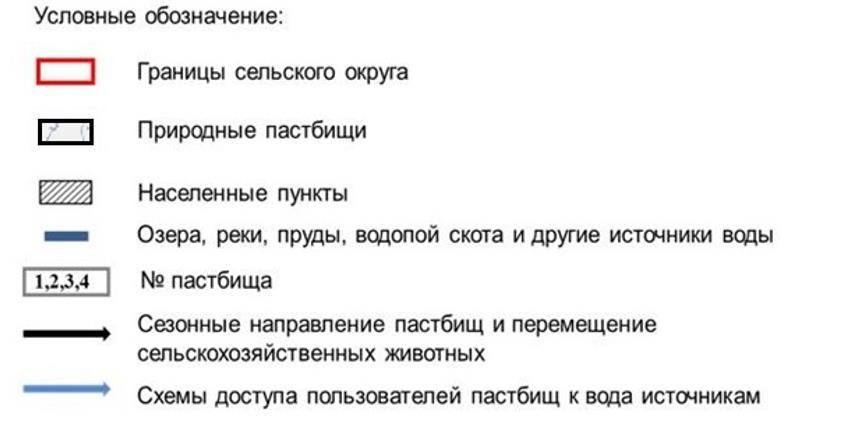 Условные обозначение:
Границы сельского округа
Природные пастбищи
Населенные пункты
Озера, реки, пруды, водопой скота и другие источники воды
1,2,3,4 № пастбища
Сезонные направление пастбищ и перемещение
сельскохозяйственных животных
Схемы доступа пользователей пастбищ к вода источникам